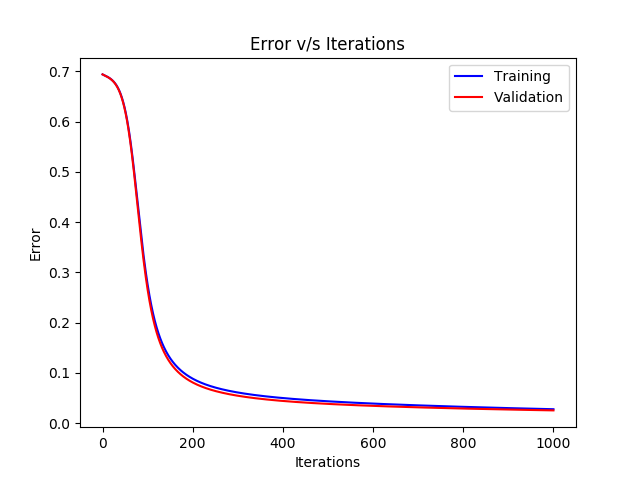 Error v/s Iterations
Training
Validation
0.7
0.6
0.5
0.4
0.3
0.2
0.1
0.0
Error
0 200 400 600 800 1000
Iterations